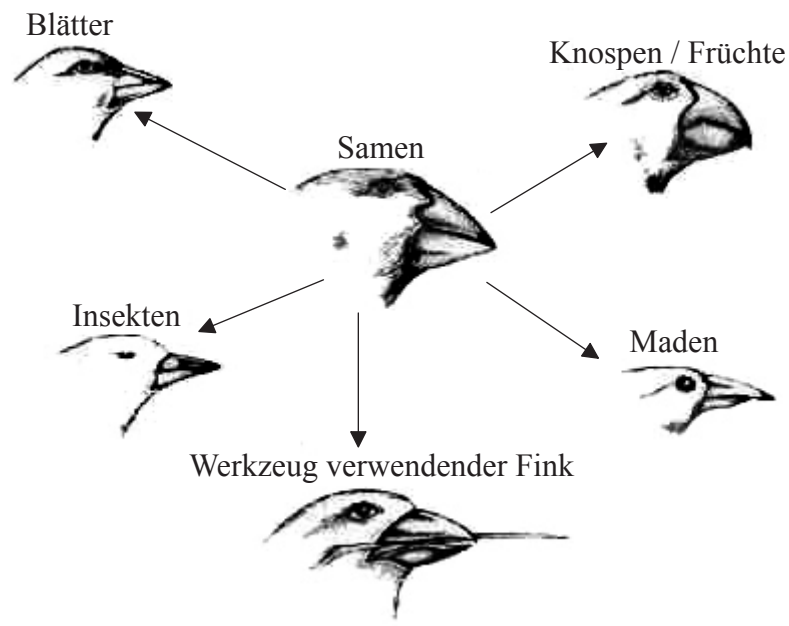 Blätter
Knospen / Früchte
Samen
Insekten
Maden
Werkzeug verwendender Fink